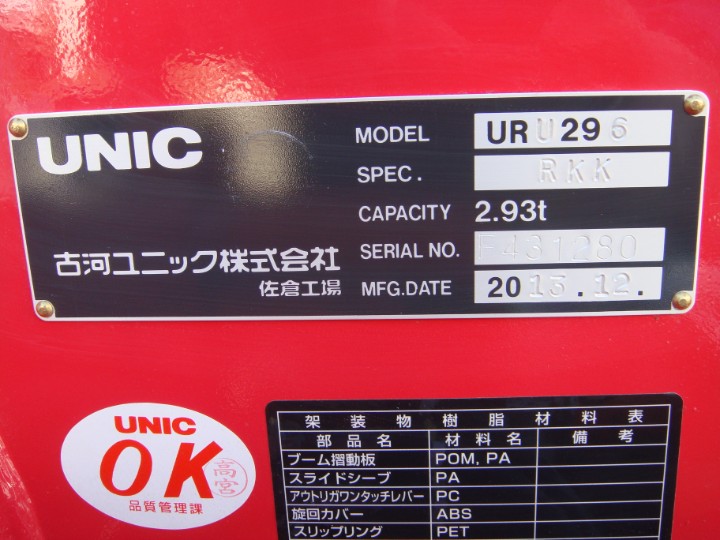 UNIC
MODEL URU296
SPEC. RKK
CAPACITY 2.93t
SERIAL NO. F431280
MFG.DATE 2013.12.
古河ユニック株式会社
佐倉工場
UNIC
OK
高宮
品質管理課
架装物樹脂材料表
部品名 材料名 備考
ブーム摺動板 POM, PA
スライドシーブ PA
アウトリガワンタッチレバー PC
旋回カバー ABS
スリップリング PET